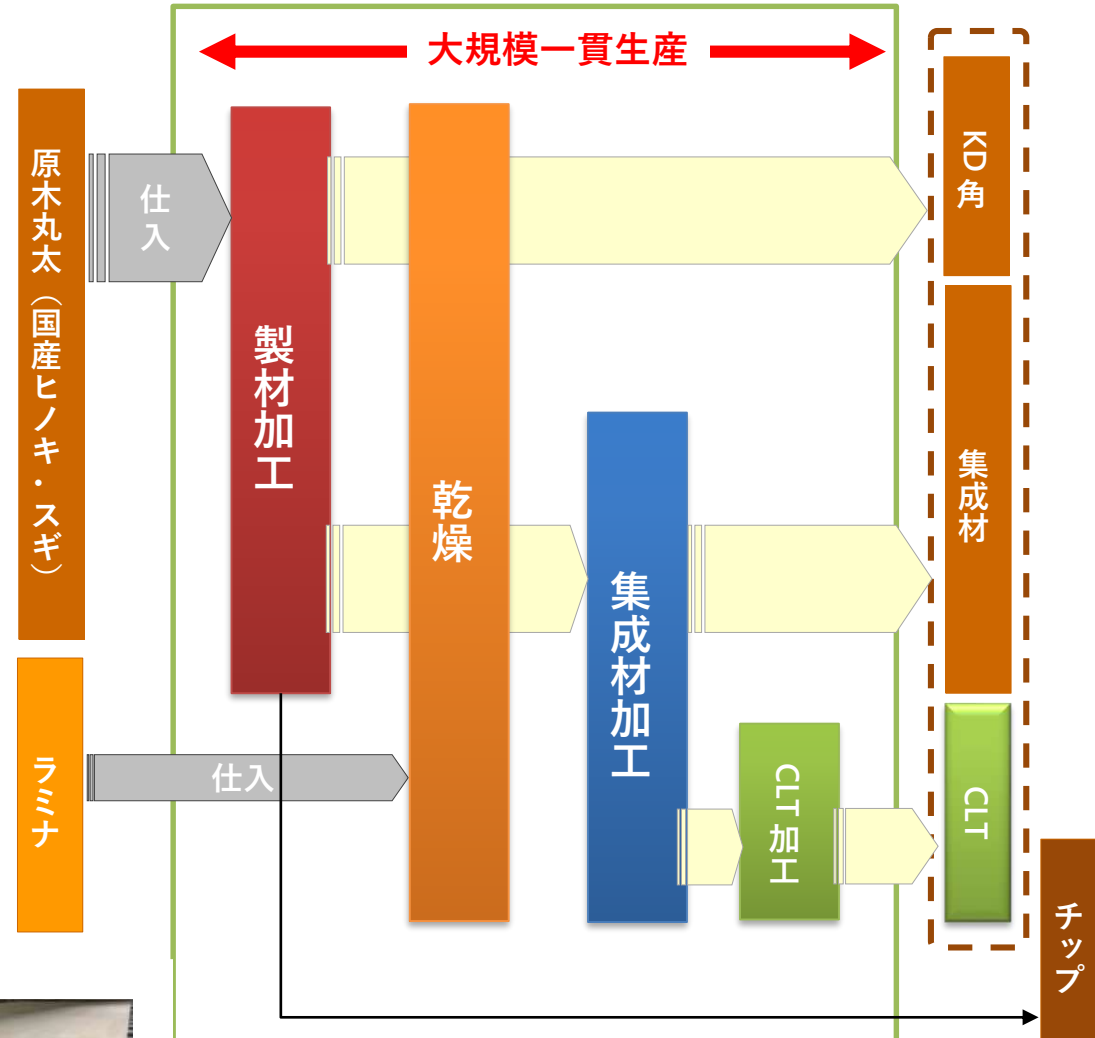 大規模一貫生産
原木丸太（国産ヒノキ・スギ）
仕入
製材加工
乾燥
集成材加工
CLT加工
KD角
集成材
CLT
ラミナ
仕入
チップ